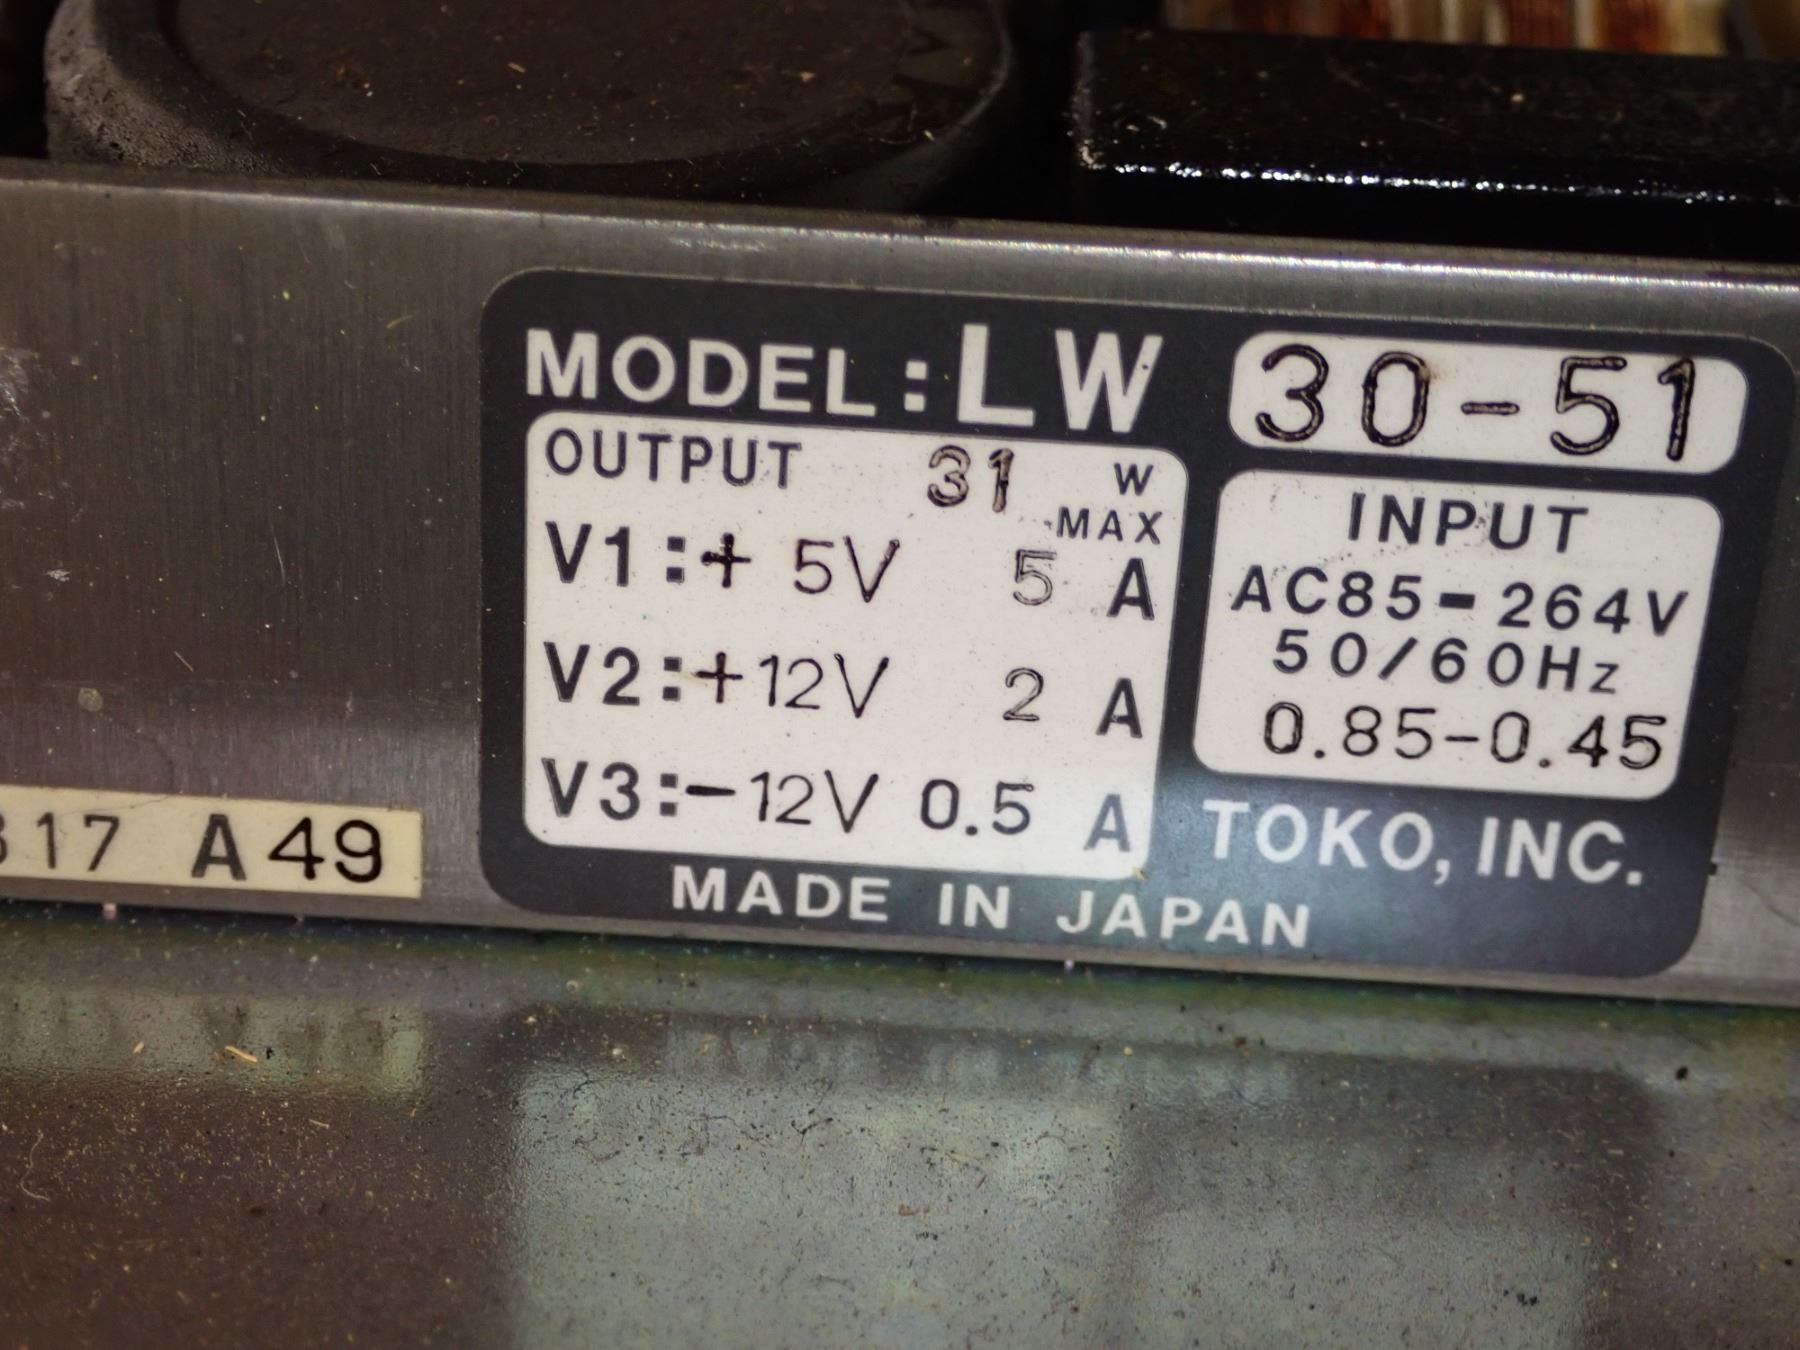 MODEL: LW 30-51
OUTPUT 31 W
MAX
V1:+ 5V 5 A
V2:+12V 2 A
V3:-12V 0.5 A
INPUT
AC85-264V
50/60Hz
0.85-0.45
TOKO, INC.
MADE IN JAPAN
317 A49